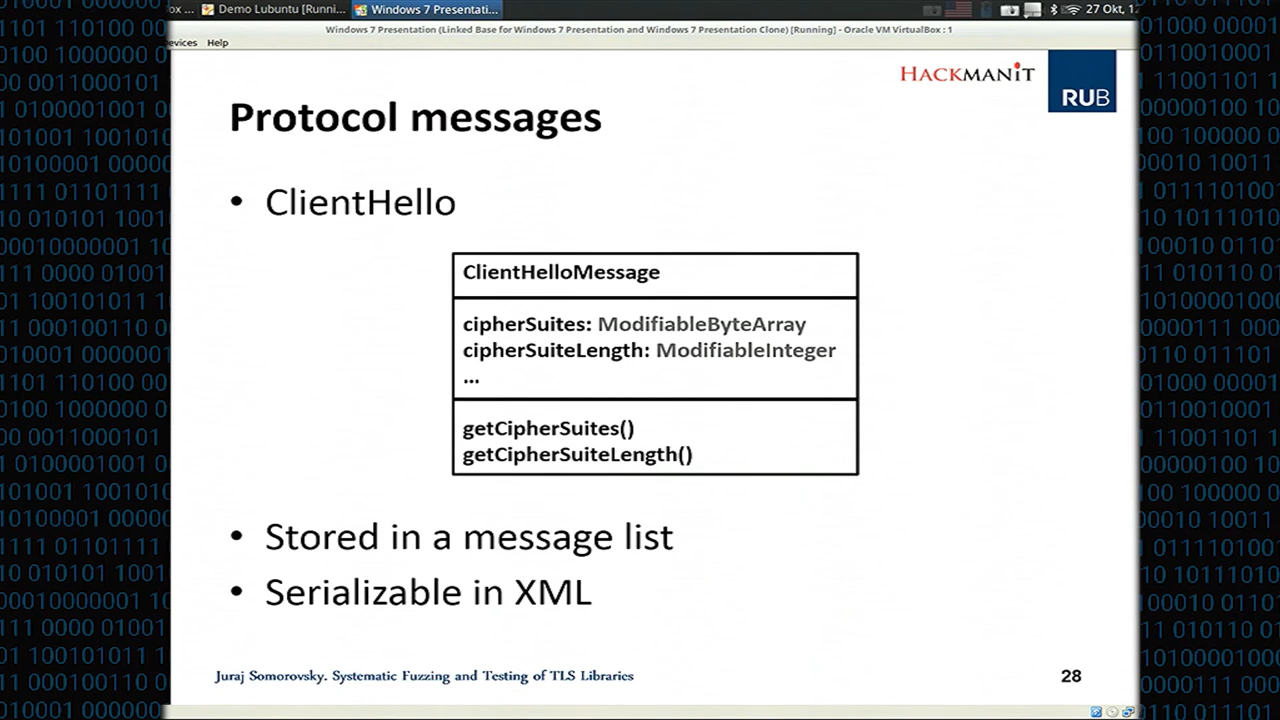 ox ... Demo Lubuntu [Runni... Windows 7 Presentati... 27 Okt, 1
Windows 7 Presentation (Linked Base for Windows 7 Presentation and Windows 7 Presentation Clone) [Running] - Oracle VM VirtualBox : 1
evices Help
HACKMANIT
RUB
Protocol messages
• ClientHello
ClientHelloMessage
cipherSuites: ModifiableByteArray
cipherSuiteLength: ModifiableInteger
...
getCipherSuites()
getCipherSuiteLength()
• Stored in a message list
• Serializable in XML
Juraj Somorovsky. Systematic Fuzzing and Testing of TLS Libraries
28